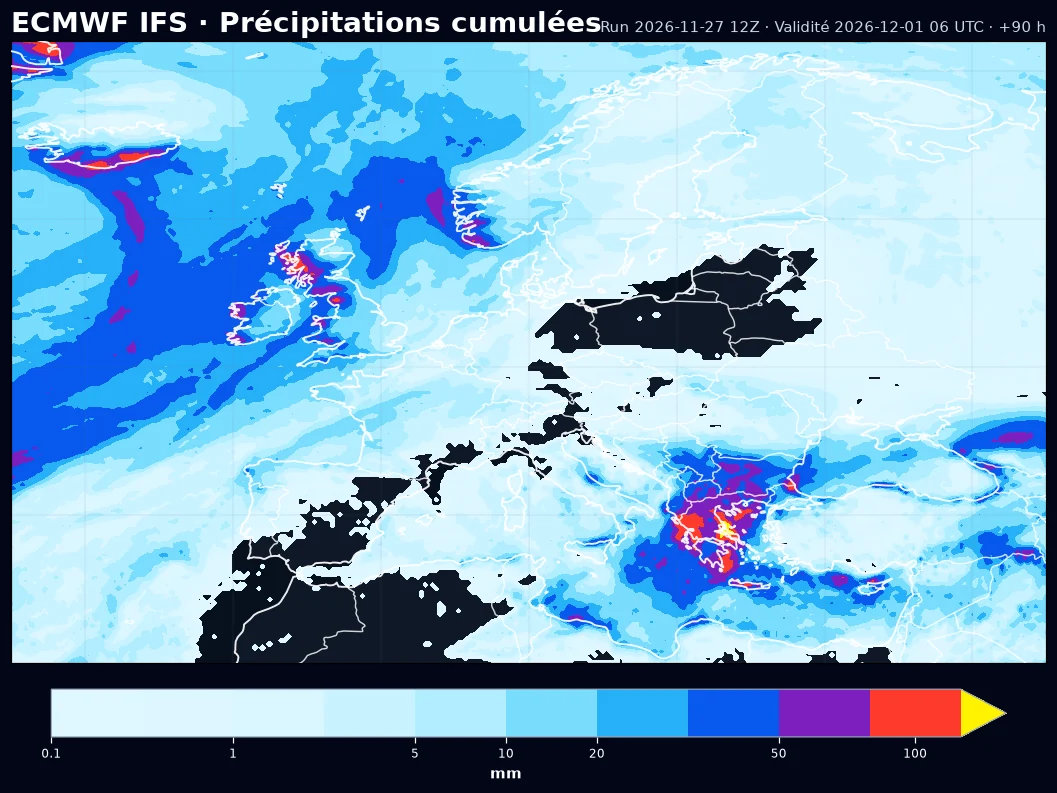 ECMWF IFS · Précipitations cumulées
Run 2026-11-27 12Z · Validité 2026-12-01 06 UTC · +90 h
0.1 1 5 10 20 50 100
mm